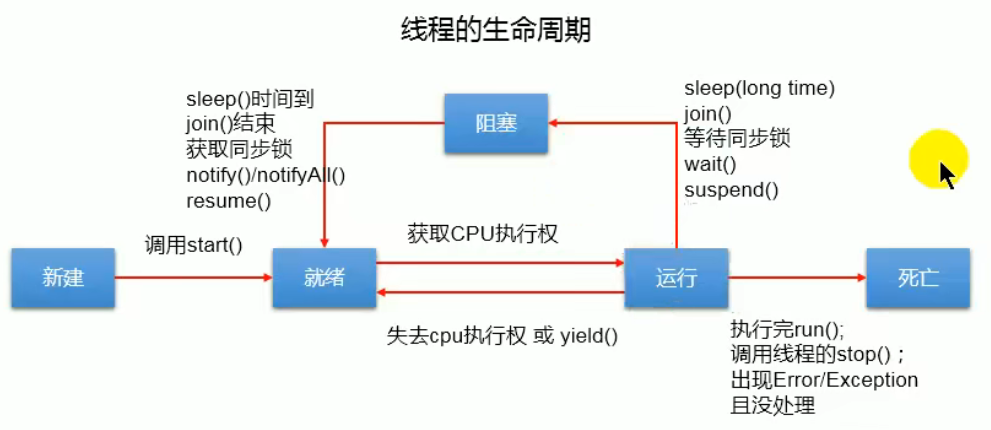 线程的生命周期
sleep()时间到
join()结束
获取同步锁
notify()/notifyAll()
resume()
阻塞
sleep(long time)
join()
等待同步锁
wait()
suspend()
调用start()
获取CPU执行权
新建
就绪
运行
死亡
失去cpu执行权 或 yield()
执行完run();
调用线程的stop()；
出现Error/Exception
且没处理